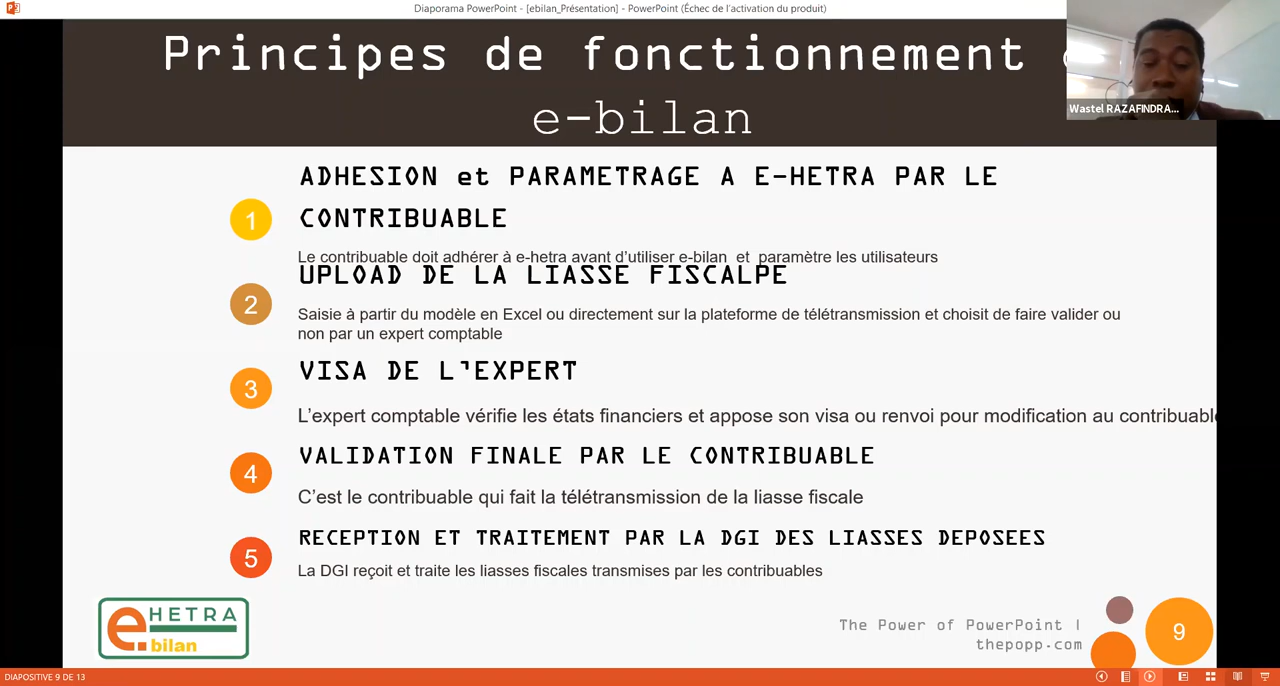 Diaporama PowerPoint - [ebilan_Présentation] - PowerPoint (Échec de l'activation du produit)
Principes de fonctionnement
e-bilan
Wastel RAZAFINDRA...
ADHESION et PARAMETRAGE A E-HETRA PAR LE
CONTRIBUABLE
1
Le contribuable doit adhérer à e-hetra avant d'utiliser e-bilan et paramètre les utilisateurs
UPLOAD DE LA LIASSE FISCALPE
2
Saisie à partir du modèle en Excel ou directement sur la plateforme de télétransmission et choisit de faire valider ou
non par un expert comptable
VISA DE L'EXPERT
3
L'expert comptable vérifie les états financiers et appose son visa ou renvoi pour modification au contribuable
VALIDATION FINALE PAR LE CONTRIBUABLE
4
C'est le contribuable qui fait la télétransmission de la liasse fiscale
RECEPTION ET TRAITEMENT PAR LA DGI DES LIASSES DEPOSEES
5
La DGI reçoit et traite les liasses fiscales transmises par les contribuables
e.HETRA
bilan
The Power of PowerPoint |
thepopp.com
9
DIAPOSITIVE 9 DE 13